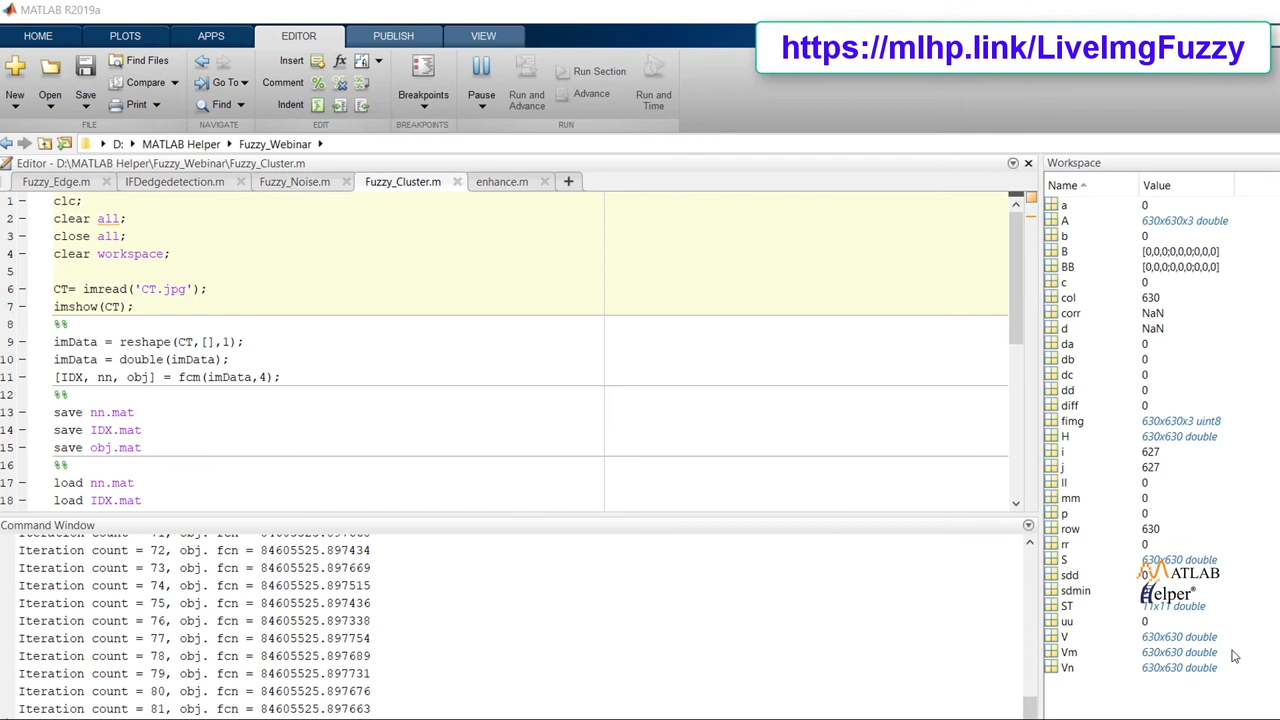 MATLAB R2019a
https://mlhp.link/LiveImgFuzzy
HOME PLOTS APPS EDITOR PUBLISH VIEW
New Open Save Find Files Compare Print
FILE
Go To Find
NAVIGATE
Insert fx
Comment
Indent
EDIT
Breakpoints
BREAKPOINTS
Pause Run and Advance Run Section Advance Run and Time
RUN
D: MATLAB Helper Fuzzy_Webinar
Editor - D:\MATLAB Helper\Fuzzy_Webinar\Fuzzy_Cluster.m
Fuzzy_Edge.m IFDedgedetection.m Fuzzy_Noise.m Fuzzy_Cluster.m enhance.m
1 clc;
2 clear all;
3 close all;
4 clear workspace;
5
6 CT= imread('CT.jpg');
7 imshow(CT);
8 %%
9 imData = reshape(CT,[],1);
10 imData = double(imData);
11 [IDX, nn, obj] = fcm(imData,4);
12 %%
13 save nn.mat
14 save IDX.mat
15 save obj.mat
16 %%
17 load nn.mat
18 load IDX.mat
Command Window
Iteration count = 72, obj. fcn = 84605525.897434
Iteration count = 73, obj. fcn = 84605525.897669
Iteration count = 74, obj. fcn = 84605525.897515
Iteration count = 75, obj. fcn = 84605525.897436
Iteration count = 76, obj. fcn = 84605525.897338
Iteration count = 77, obj. fcn = 84605525.897754
Iteration count = 78, obj. fcn = 84605525.897689
Iteration count = 79, obj. fcn = 84605525.897731
Iteration count = 80, obj. fcn = 84605525.897676
Iteration count = 81, obj. fcn = 84605525.897663
Workspace
Name Value
a 0
A 630x630x3 double
b 0
B [0,0,0;0,0,0;0,0,0]
BB [0,0,0;0,0,0;0,0,0]
c 0
col 630
corr NaN
d NaN
da 0
db 0
dc 0
dd 0
diff 0
fimg 630x630x3 uint8
H 630x630 double
i 627
j 627
ll 0
mm 0
p 0
row 630
rr 0
S 630x630 double
sdd 0
sdmin
ST 11x11 double
uu 0
V 630x630 double
Vm 630x630 double
Vn 630x630 double
MATLAB
Helper®